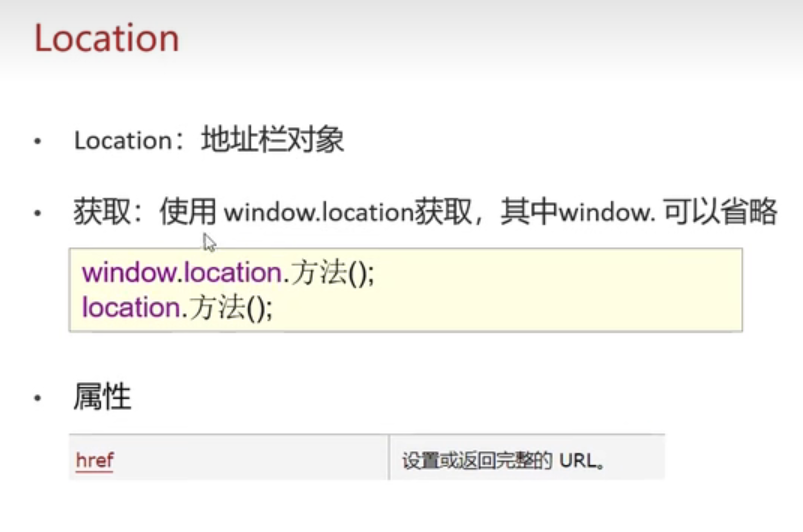 Location
• Location：地址栏对象
• 获取：使用 window.location获取，其中window. 可以省略
window.location.方法();
location.方法();
• 属性
href 设置或返回完整的 URL。